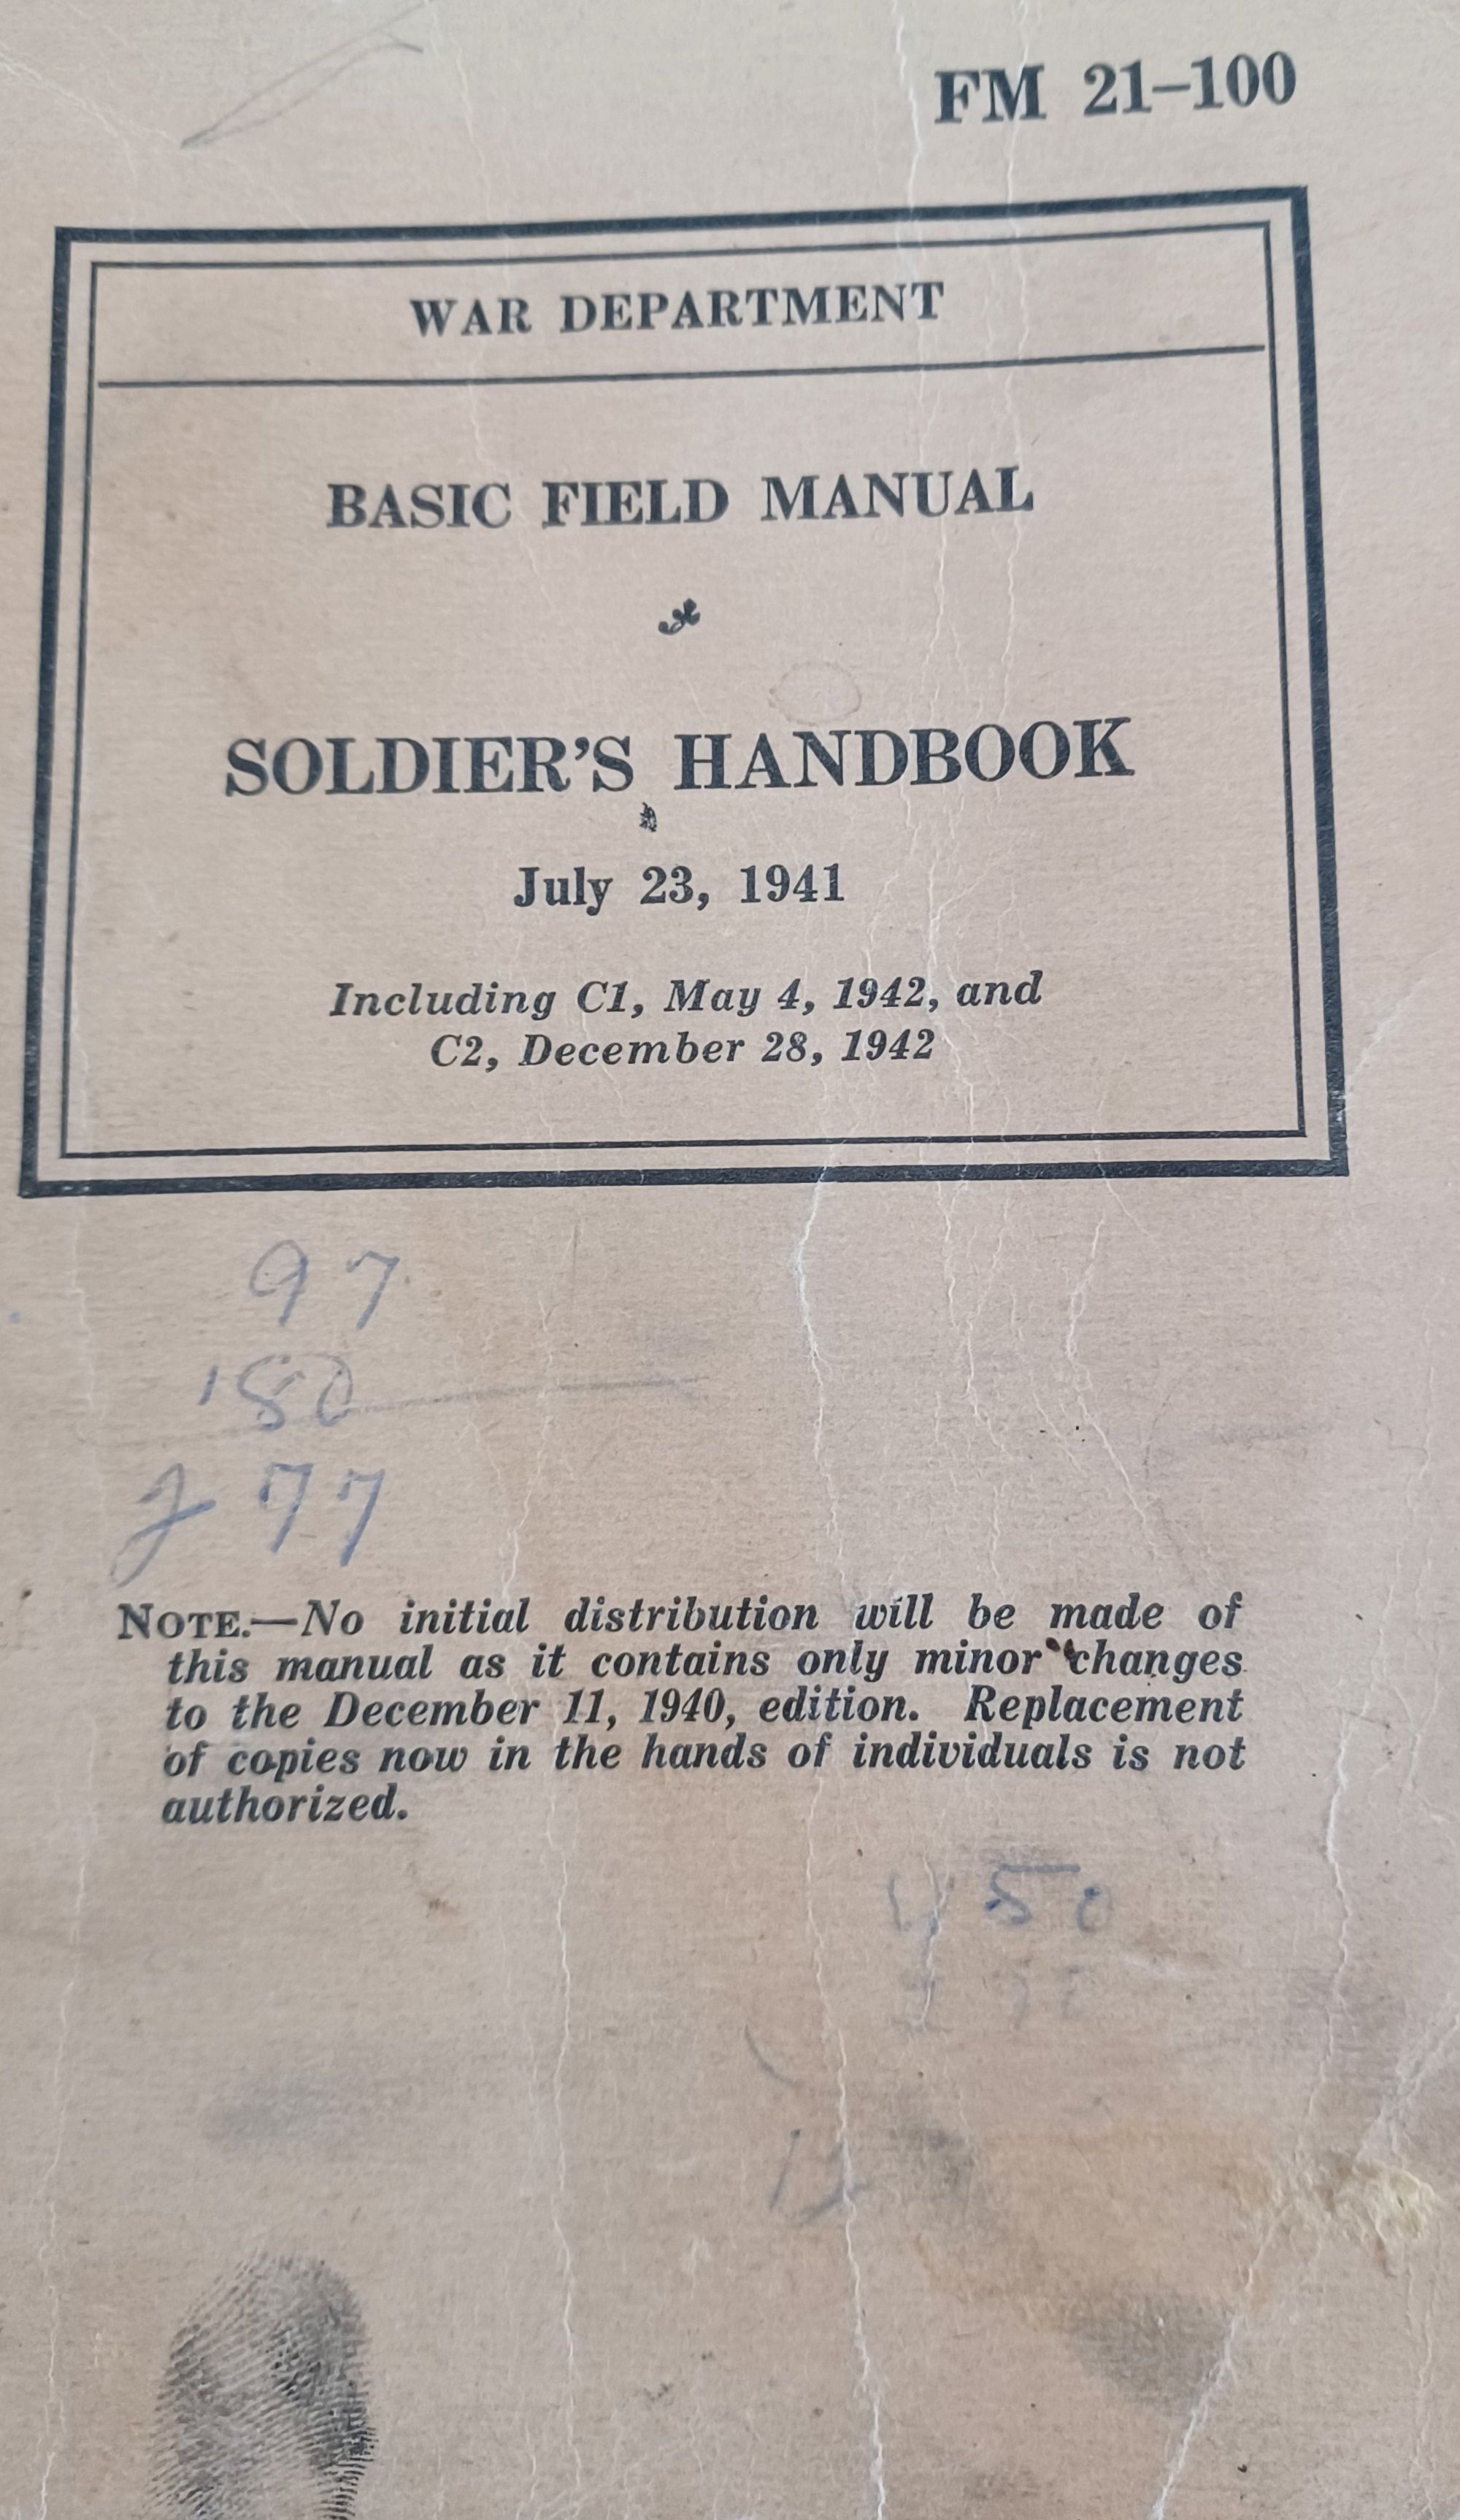 FM 21–100
WAR DEPARTMENT
BASIC FIELD MANUAL
SOLDIER'S HANDBOOK
July 23, 1941
Including C1, May 4, 1942, and
C2, December 28, 1942
97
180
277
NOTE.—No initial distribution will be made of
this manual as it contains only minor changes
to the December 11, 1940, edition. Replacement
of copies now in the hands of individuals is not
authorized.
450